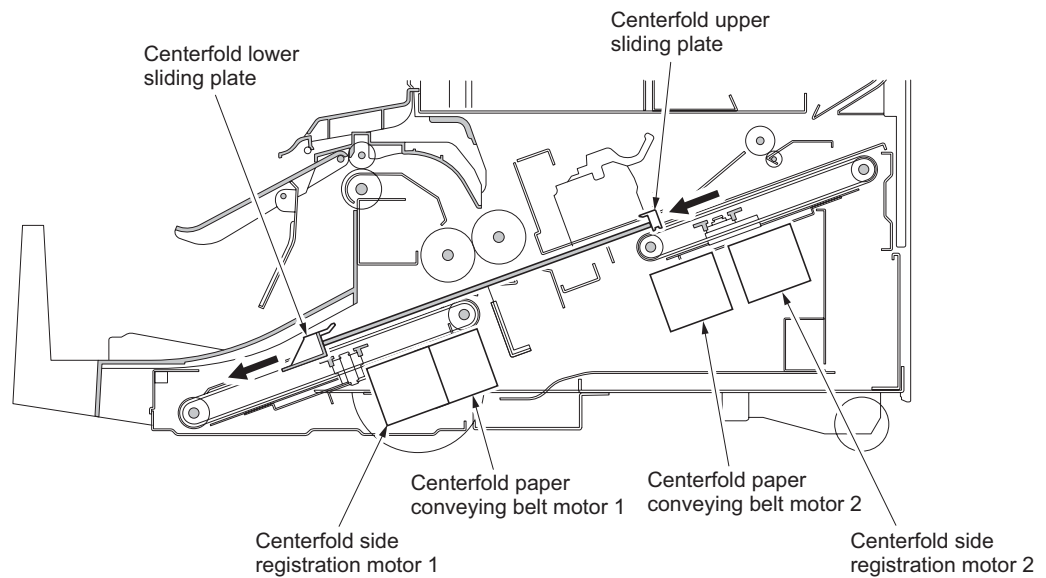 Centerfold upper
sliding plate
Centerfold lower
sliding plate
Centerfold paper
conveying belt motor 1
Centerfold paper
conveying belt motor 2
Centerfold side
registration motor 1
Centerfold side
registration motor 2